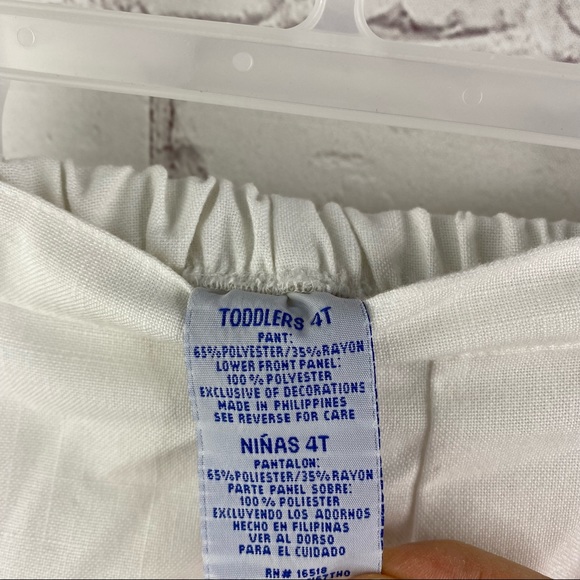 TODDLERS 4T
PANT:
65%POLYESTER/35%RAYON
LOWER FRONT PANEL:
100% POLYESTER
EXCLUSIVE OF DECORATIONS
MADE IN PHILIPPINES
SEE REVERSE FOR CARE
NIÑAS 4T
PANTALON:
65%POLIESTER/35%RAYON
PARTE PANEL SOBRE:
100% POLIESTER
EXCLUYENDO LOS ADORNOS
HECHO EN FILIPINAS
VER AL DORSO
PARA EL CUIDADO
RN# 16518